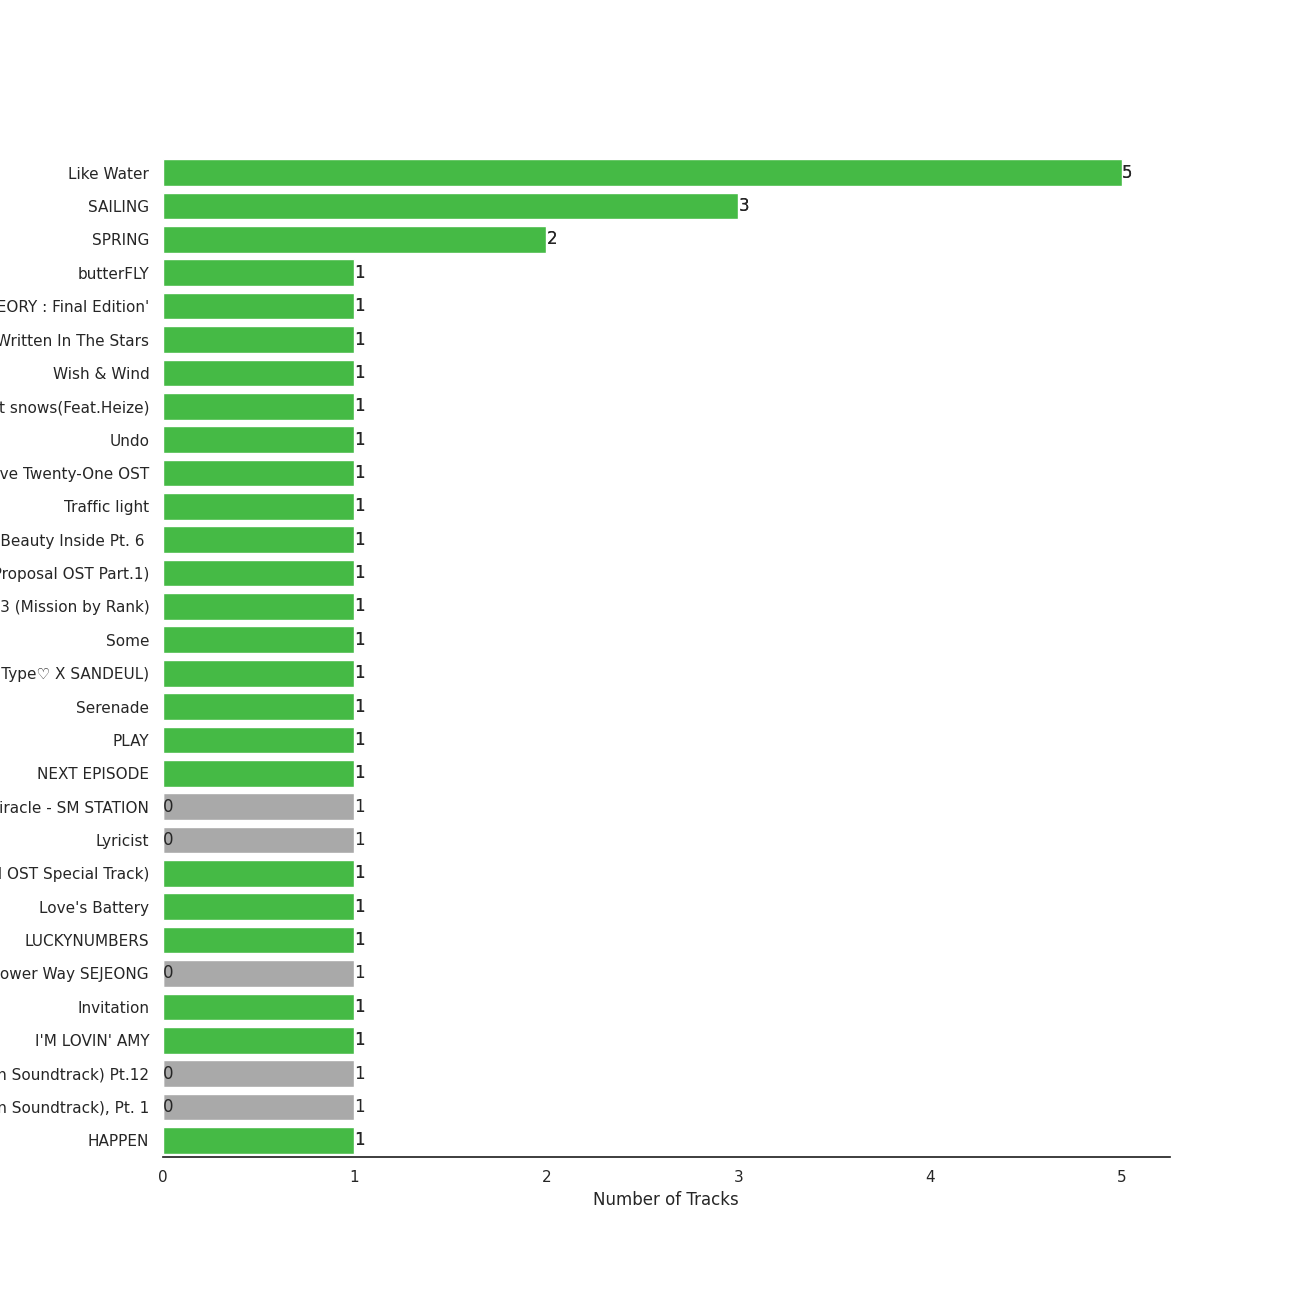 Like Water 5
SAILING 3
SPRING 2
butterFLY 1
EORY : Final Edition' 1
Written In The Stars 1
Wish & Wind 1
t snows(Feat.Heize) 1
Undo 1
ve Twenty-One OST 1
Traffic light 1
Beauty Inside Pt. 6 1
Proposal OST Part.1) 1
3 (Mission by Rank) 1
Some 1
Type♡ X SANDEUL) 1
Serenade 1
PLAY 1
NEXT EPISODE 1
iracle - SM STATION 0 1
Lyricist 0 1
OST Special Track) 1
Love's Battery 1
LUCKYNUMBERS 1
ower Way SEJEONG 0 1
Invitation 1
I'M LOVIN' AMY 1
n Soundtrack) Pt.12 0 1
n Soundtrack), Pt. 1 0 1
HAPPEN 1
0 1 2 3 4 5
Number of Tracks